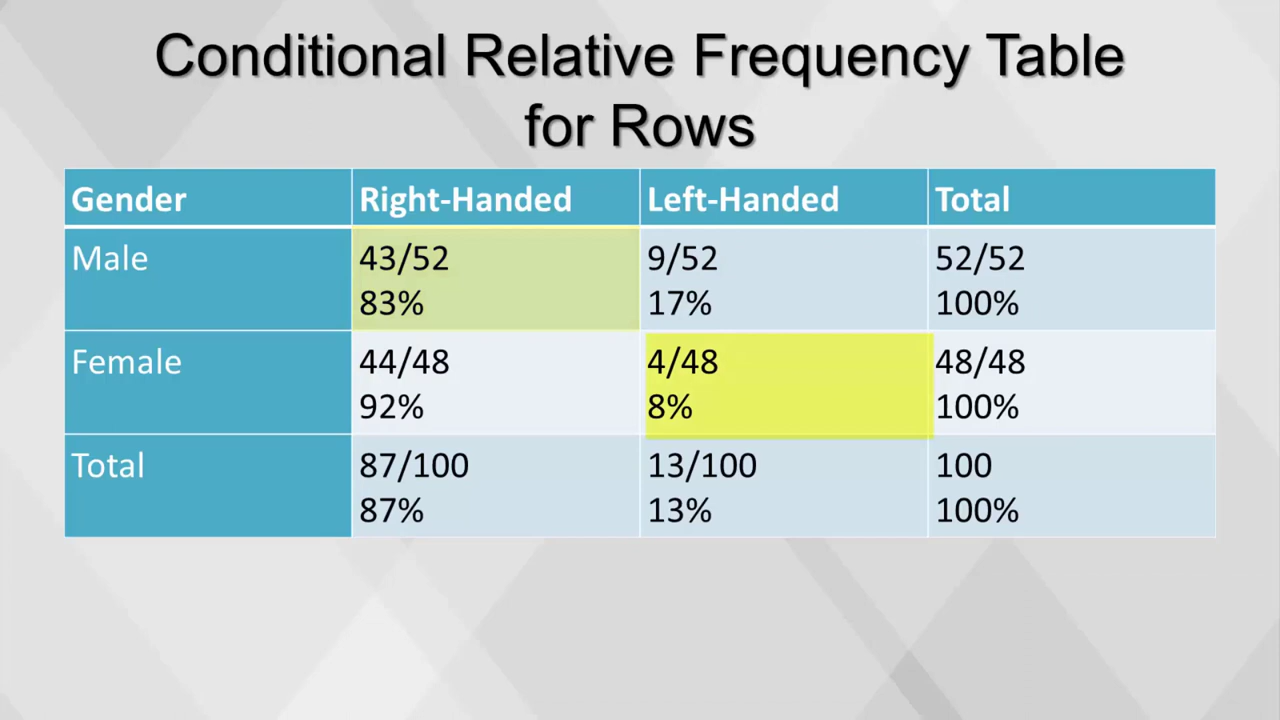 Conditional Relative Frequency Table
for Rows
Gender Right-Handed Left-Handed Total
Male 43/52 9/52 52/52
83% 17% 100%
Female 44/48 4/48 48/48
92% 8% 100%
Total 87/100 13/100 100
87% 13% 100%